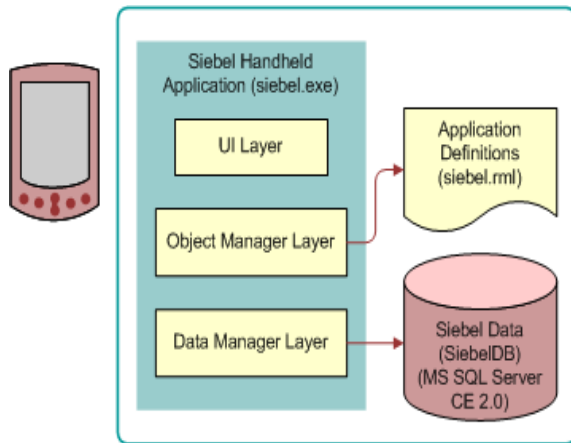 Siebel Handheld
Application (siebel.exe)
UI Layer
Object Manager Layer
Data Manager Layer
Application
Definitions
(siebel.rml)
Siebel Data
(SiebelDB)
(MS SQL Server
CE 2.0)